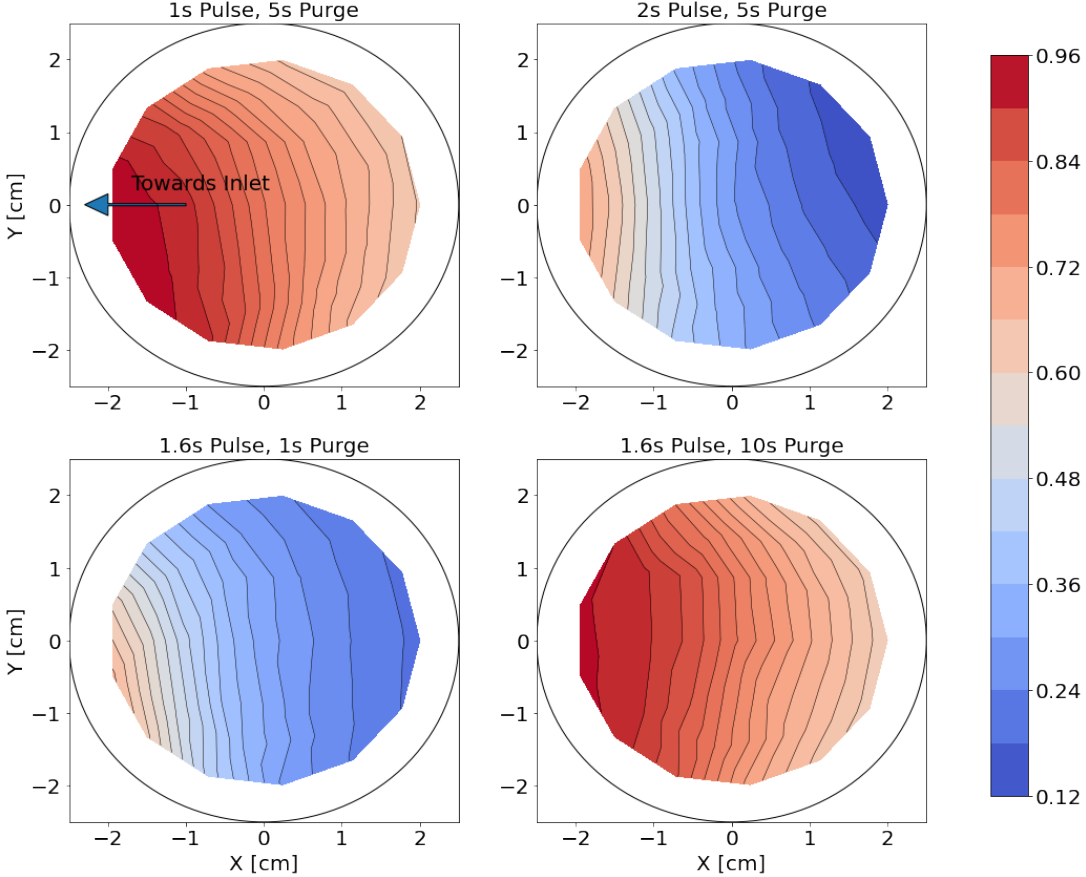 1s Pulse, 5s Purge
2s Pulse, 5s Purge
Y [cm]
2
1
0
−1
−2
Towards Inlet
−2 −1 0 1 2
2
1
0
−1
−2
−2 −1 0 1 2
1.6s Pulse, 1s Purge
1.6s Pulse, 10s Purge
Y [cm]
2
1
0
−1
−2
−2 −1 0 1 2
X [cm]
2
1
0
−1
−2
−2 −1 0 1 2
X [cm]
0.96
0.84
0.72
0.60
0.48
0.36
0.24
0.12